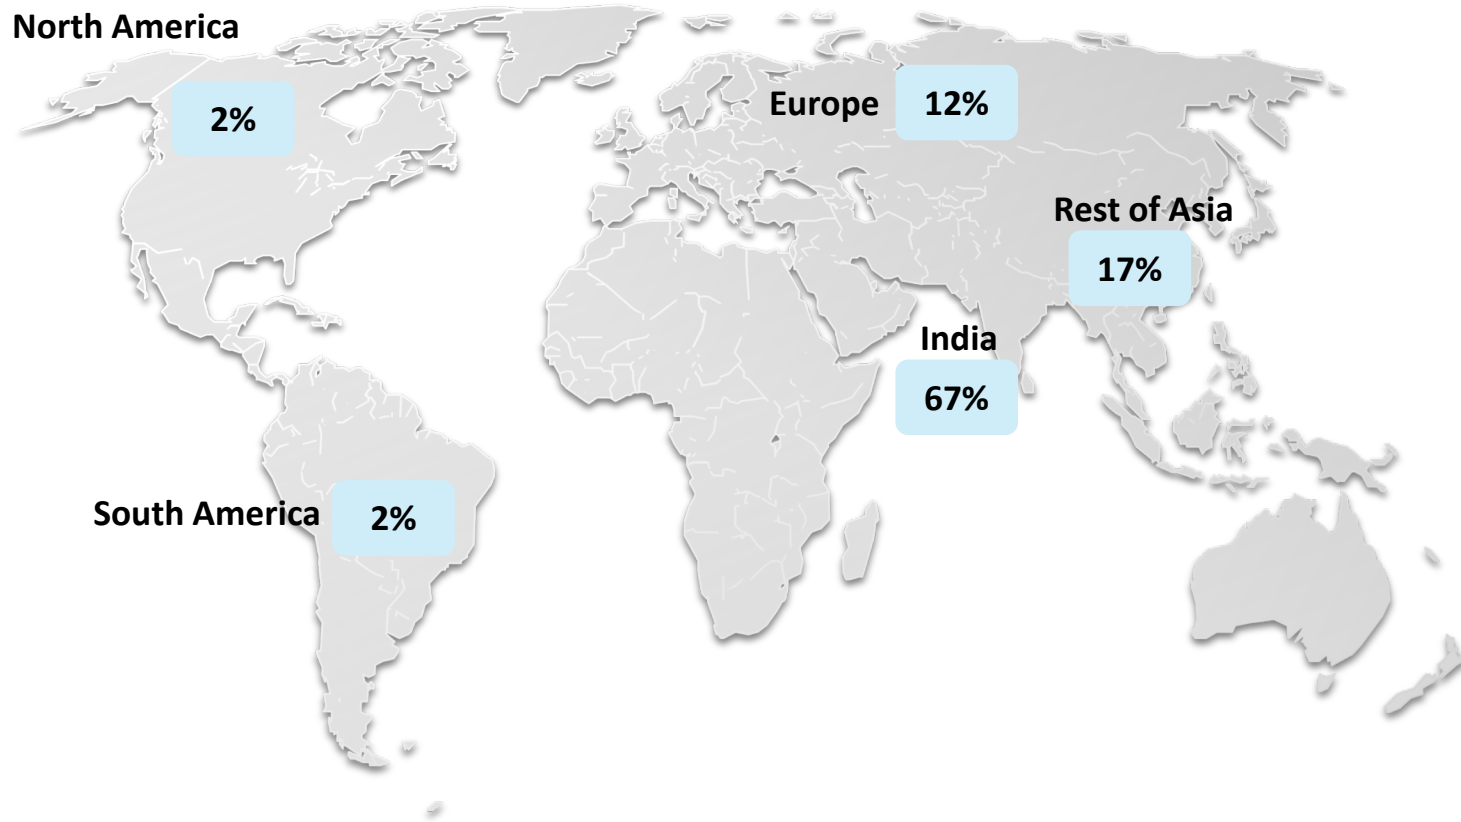 North America
2%
Europe
12%
Rest of Asia
17%
India
67%
South America
2%